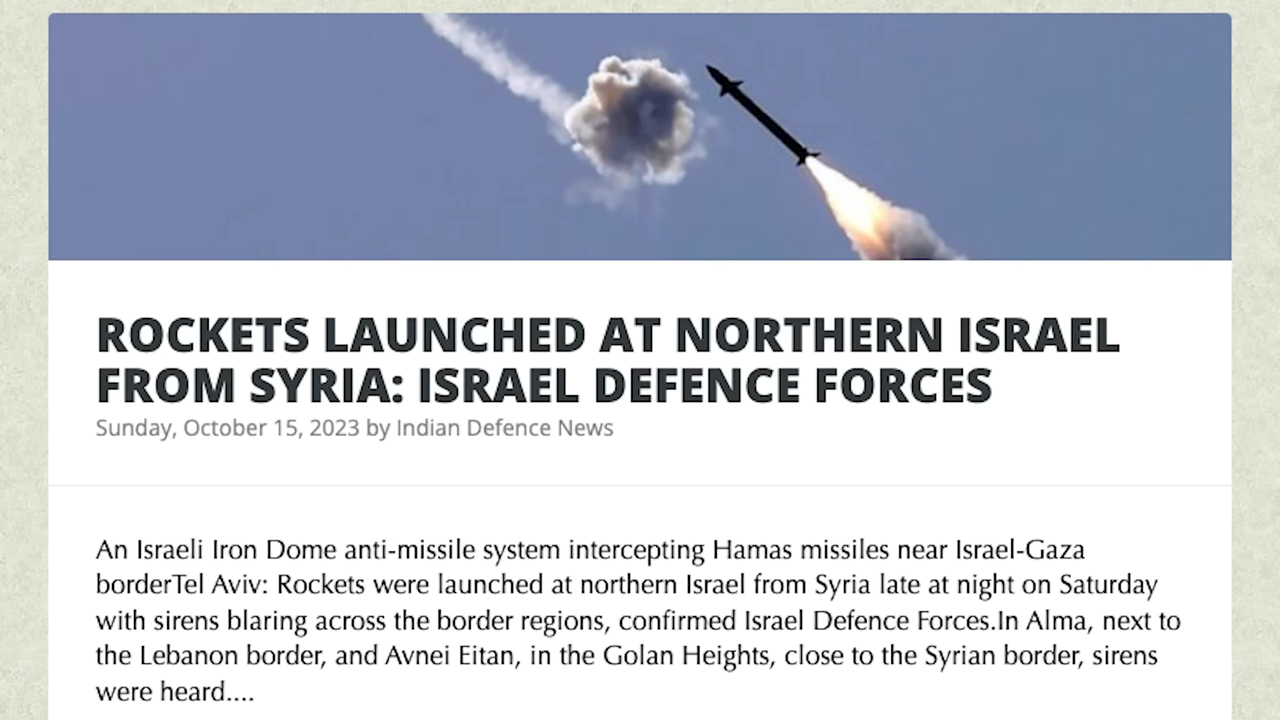 ROCKETS LAUNCHED AT NORTHERN ISRAEL
FROM SYRIA: ISRAEL DEFENCE FORCES
Sunday, October 15, 2023 by Indian Defence News
An Israeli Iron Dome anti-missile system intercepting Hamas missiles near Israel-Gaza
borderTel Aviv: Rockets were launched at northern Israel from Syria late at night on Saturday
with sirens blaring across the border regions, confirmed Israel Defence Forces.In Alma, next to
the Lebanon border, and Avnei Eitan, in the Golan Heights, close to the Syrian border, sirens
were heard....